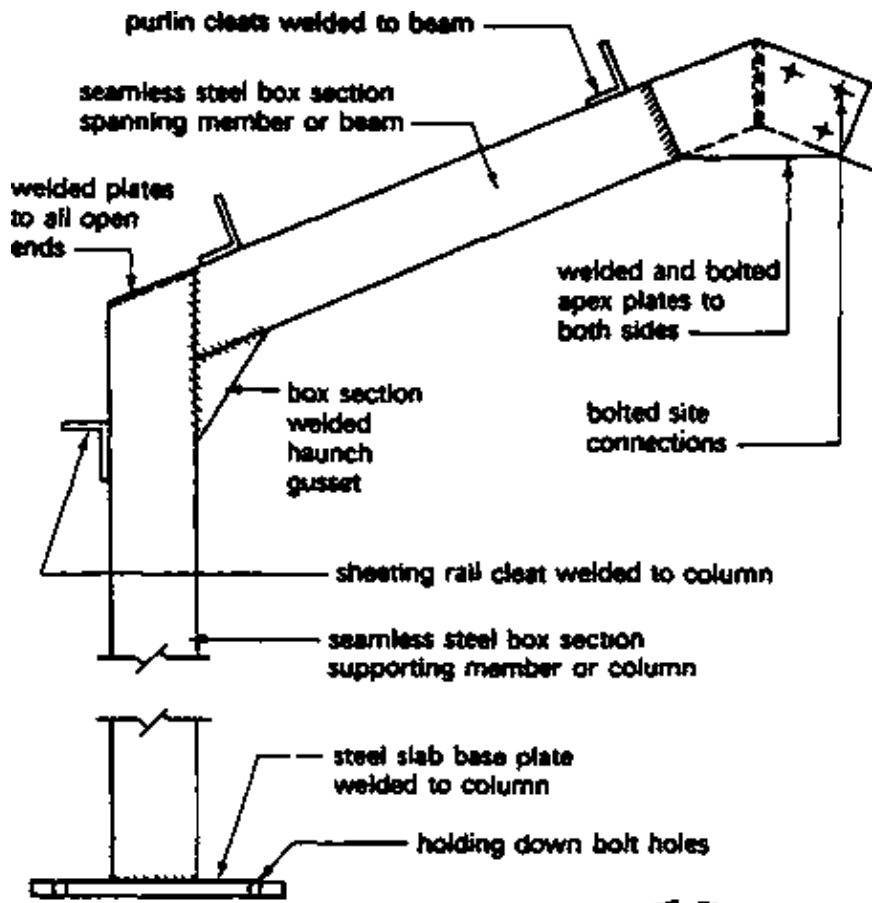 purlin cleats welded to beam
seamless steel box section
spanning member or beam
welded plates
to all open
ends
welded and bolted
apex plates to
both sides
box section
welded
haunch
gusset
bolted site
connections
sheeting rail cleat welded to column
seamless steel box section
supporting member or column
steel slab base plate
welded to column
holding down bolt holes